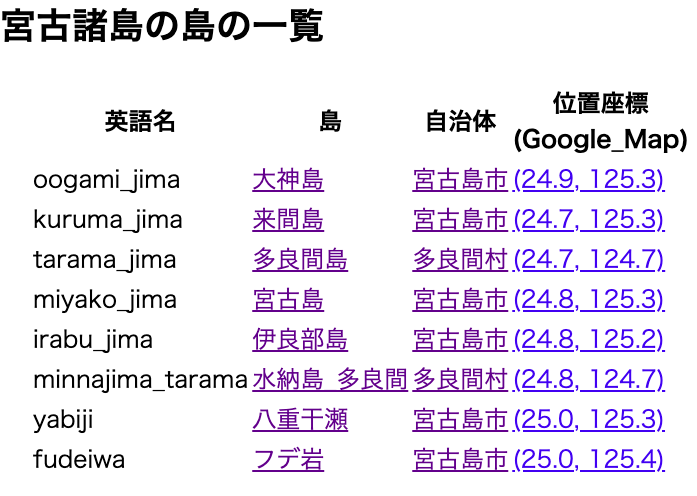 宮古諸島の島の一覧
英語名 島 自治体 位置座標
(Google_Map)
oogami_jima 大神島 宮古島市 (24.9, 125.3)
kuruma_jima 来間島 宮古島市 (24.7, 125.3)
tarama_jima 多良間島 多良間村 (24.7, 124.7)
miyako_jima 宮古島 宮古島市 (24.8, 125.3)
irabu_jima 伊良部島 宮古島市 (24.8, 125.2)
minnajima_tarama 水納島_多良間 多良間村 (24.8, 124.7)
yabiji 八重干瀬 宮古島市 (25.0, 125.3)
fudeiwa フデ岩 宮古島市 (25.0, 125.4)